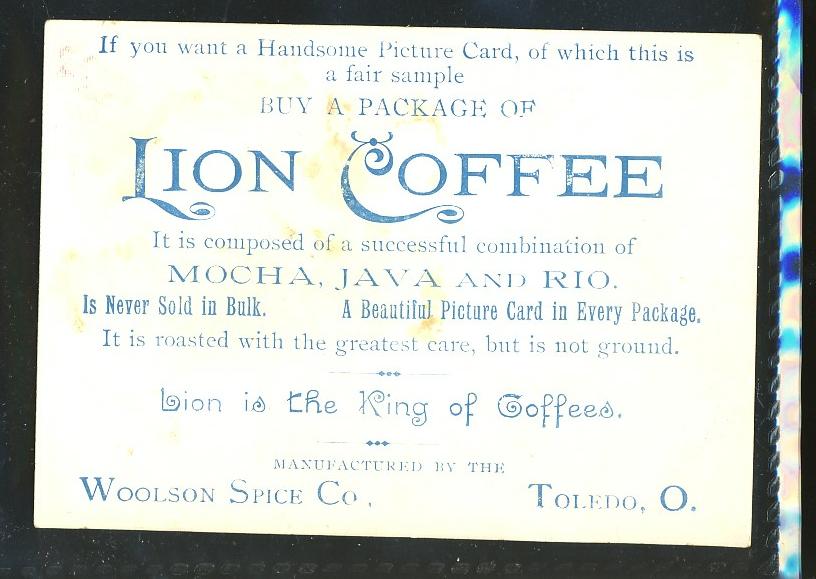 If you want a Handsome Picture Card, of which this is
a fair sample
BUY A PACKAGE OF
LION COFFEE
It is composed of a successful combination of
MOCHA, JAVA AND RIO.
Is Never Sold in Bulk. A Beautiful Picture Card in Every Package.
It is roasted with the greatest care, but is not ground.
Lion is the King of Coffees.
MANUFACTURED BY THE
WOOLSON SPICE CO., TOLEDO, O.